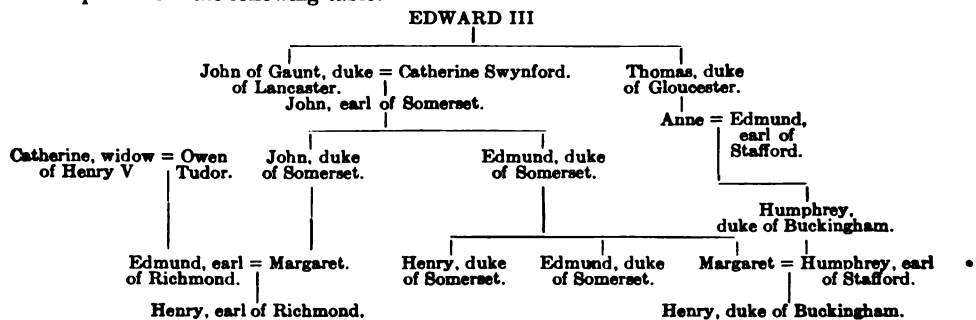 EDWARD III
John of Gaunt, duke = Catherine Swynford.
of Lancaster.
Thomas, duke
of Gloucester.
John, earl of Somerset.
Anne = Edmund,
earl of
Stafford.
Catherine, widow = Owen
of Henry V Tudor.
John, duke
of Somerset.
Edmund, duke
of Somerset.
Humphrey,
duke of Buckingham.
Edmund, earl = Margaret.
of Richmond.
Henry, duke
of Somerset.
Edmund, duke
of Somerset.
Margaret = Humphrey, earl
of Stafford.
Henry, earl of Richmond.
Henry, duke of Buckingham.